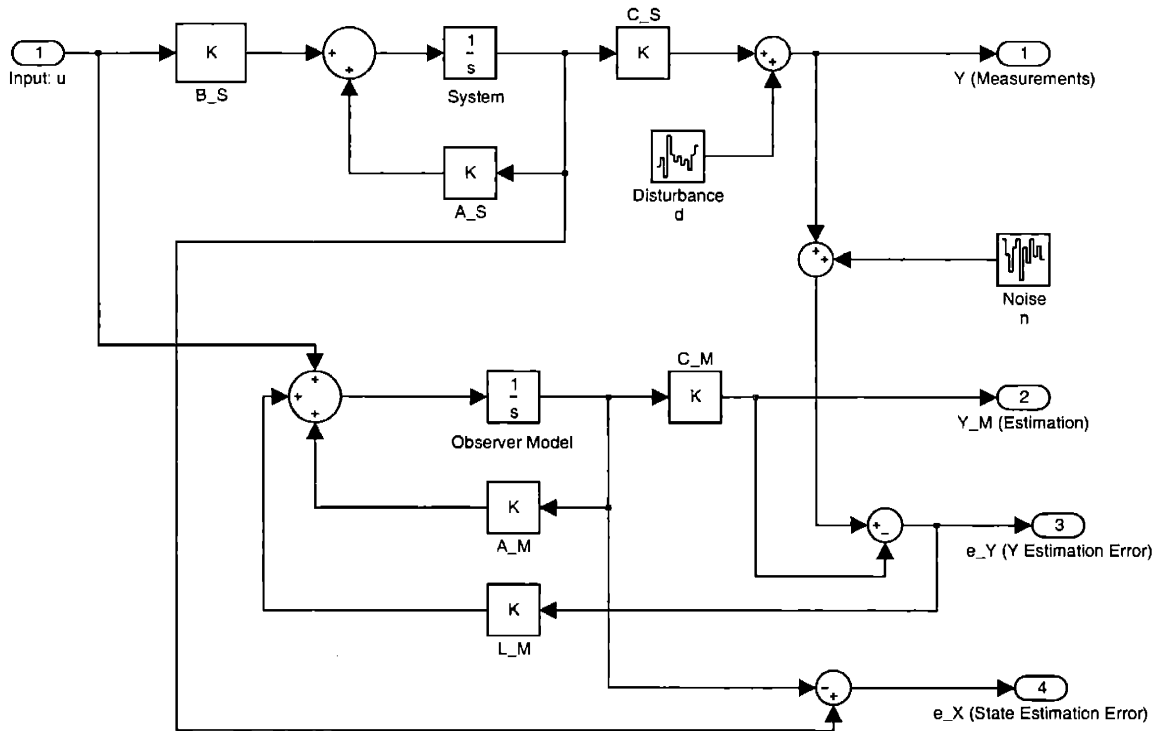 C_S
1
Input: u
K
B_S
+
+
1
s
System
K
+
+
1
Y (Measurements)
K
A_S
Disturbance
d
+
+
Noise
n
C_M
+
+
+
1
s
Observer Model
K
2
Y_M (Estimation)
K
A_M
+
-
3
e_Y (Y Estimation Error)
K
L_M
-
+
4
e_X (State Estimation Error)